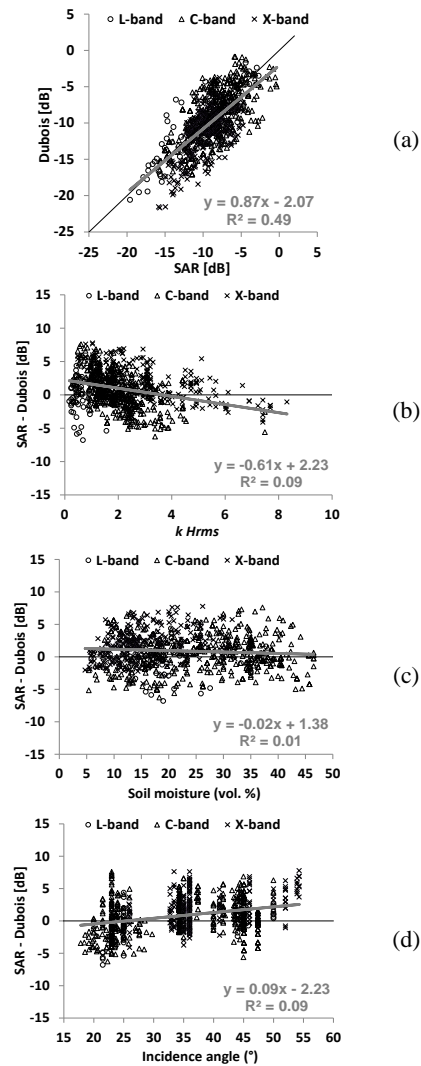 L-band C-band X-band
5
0
-5
-10
-15
-20
-25
Dubois [dB]
y = 0.87x - 2.07
R² = 0.49
-25 -20 -15 -10 -5 0 5
SAR [dB]
(a)
L-band C-band X-band
15
10
5
0
-5
-10
-15
SAR - Dubois [dB]
y = -0.61x + 2.23
R² = 0.09
0 2 4 6 8 10
k Hrms
(b)
L-band C-band X-band
15
10
5
0
-5
-10
-15
SAR - Dubois [dB]
y = -0.02x + 1.38
R² = 0.01
0 5 10 15 20 25 30 35 40 45 50
Soil moisture (vol. %)
(c)
L-band C-band X-band
15
10
5
0
-5
-10
-15
SAR - Dubois [dB]
y = 0.09x - 2.23
R² = 0.09
15 20 25 30 35 40 45 50 55 60
Incidence angle (°)
(d)